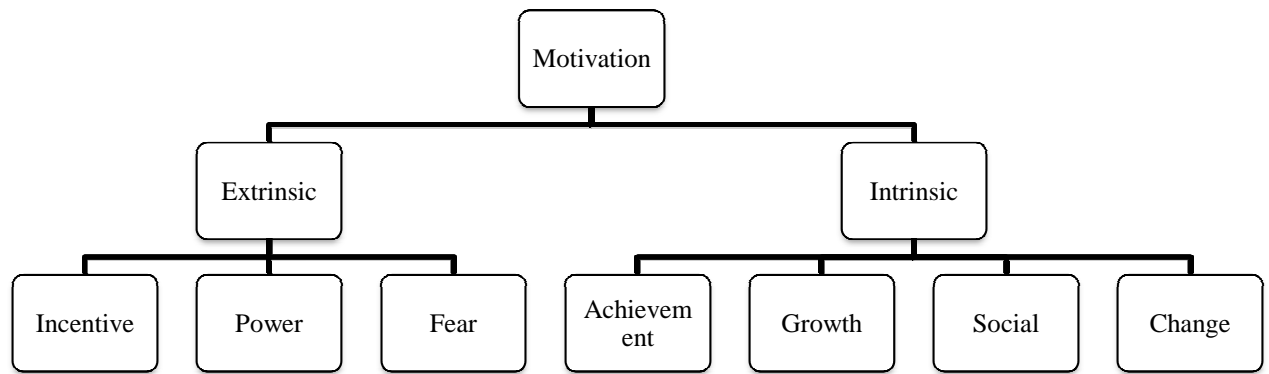 Motivation
Extrinsic
Intrinsic
Incentive
Power
Fear
Achievem
ent
Growth
Social
Change